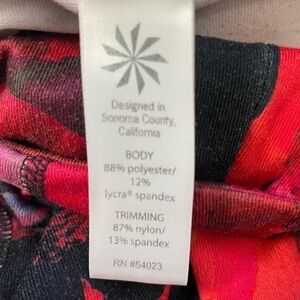 Designed in
Sonoma County,
California
BODY
88% polyester/
12%
lycra® spandex
TRIMMING
87% nylon/
13% spandex
RN #54023